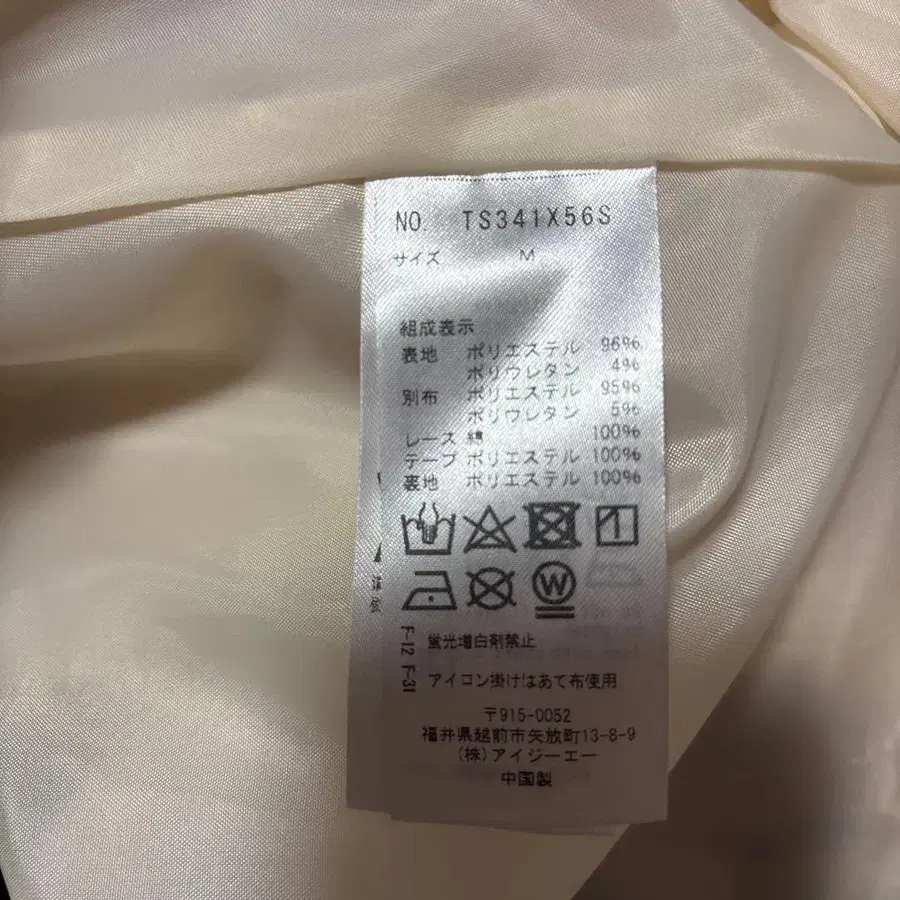 NO. TS341X56S
サイズ M
組成表示
表地 ポリエステル 96%
ポリウレタン 4%
別布 ポリエステル 95%
ポリウレタン 5%
レース 綿 100%
テープ ポリエステル 100%
裏地 ポリエステル 100%
W
F-12 蛍光増白剤禁止
F-31 アイロン掛けはあて布使用
〒915-0052
福井県越前市矢放町13-8-9
(株)アイジーエー
中国製